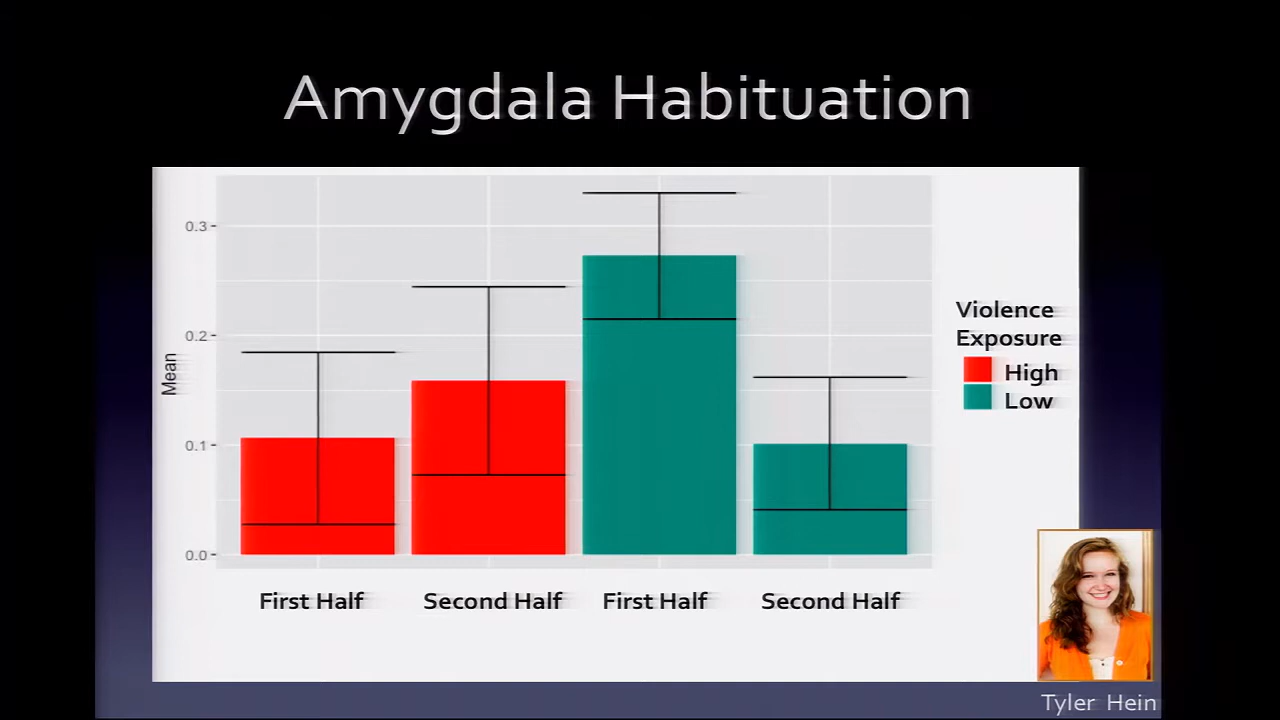 Amygdala Habituation
0.3
0.2
0.1
0.0
Mean
First Half
Second Half
First Half
Second Half
Violence
Exposure
High
Low
Tyler Hein